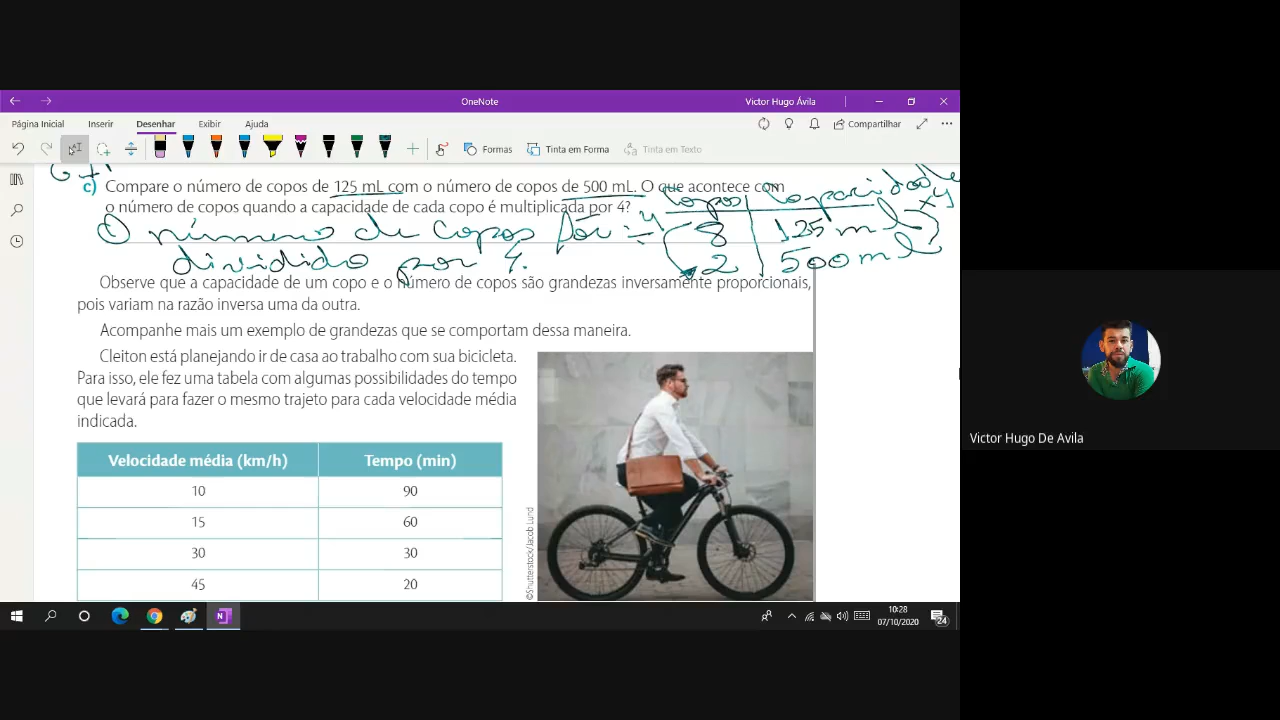 OneNote
Victor Hugo Ávila
Página Inicial Inserir Desenhar Exibir Ajuda
Compartilhar
Formas Tinta em Forma Tinta em Texto
c) Compare o número de copos de 125 mL com o número de copos de 500 mL. O que acontece com
o número de copos quando a capacidade de cada copo é multiplicada por 4?
Copos Capacidade
÷4 8 125 ml x4
2 500 ml
O número de copos foi
dividido por 4.
Observe que a capacidade de um copo e o número de copos são grandezas inversamente proporcionais,
pois variam na razão inversa uma da outra.
Acompanhe mais um exemplo de grandezas que se comportam dessa maneira.
Cleiton está planejando ir de casa ao trabalho com sua bicicleta.
Para isso, ele fez uma tabela com algumas possibilidades do tempo
que levará para fazer o mesmo trajeto para cada velocidade média
indicada.
Velocidade média (km/h) Tempo (min)
10 90
15 60
30 30
45 20
©Shutterstock/Jacob Lund
Victor Hugo De Avila
10:28
07/10/2020
24